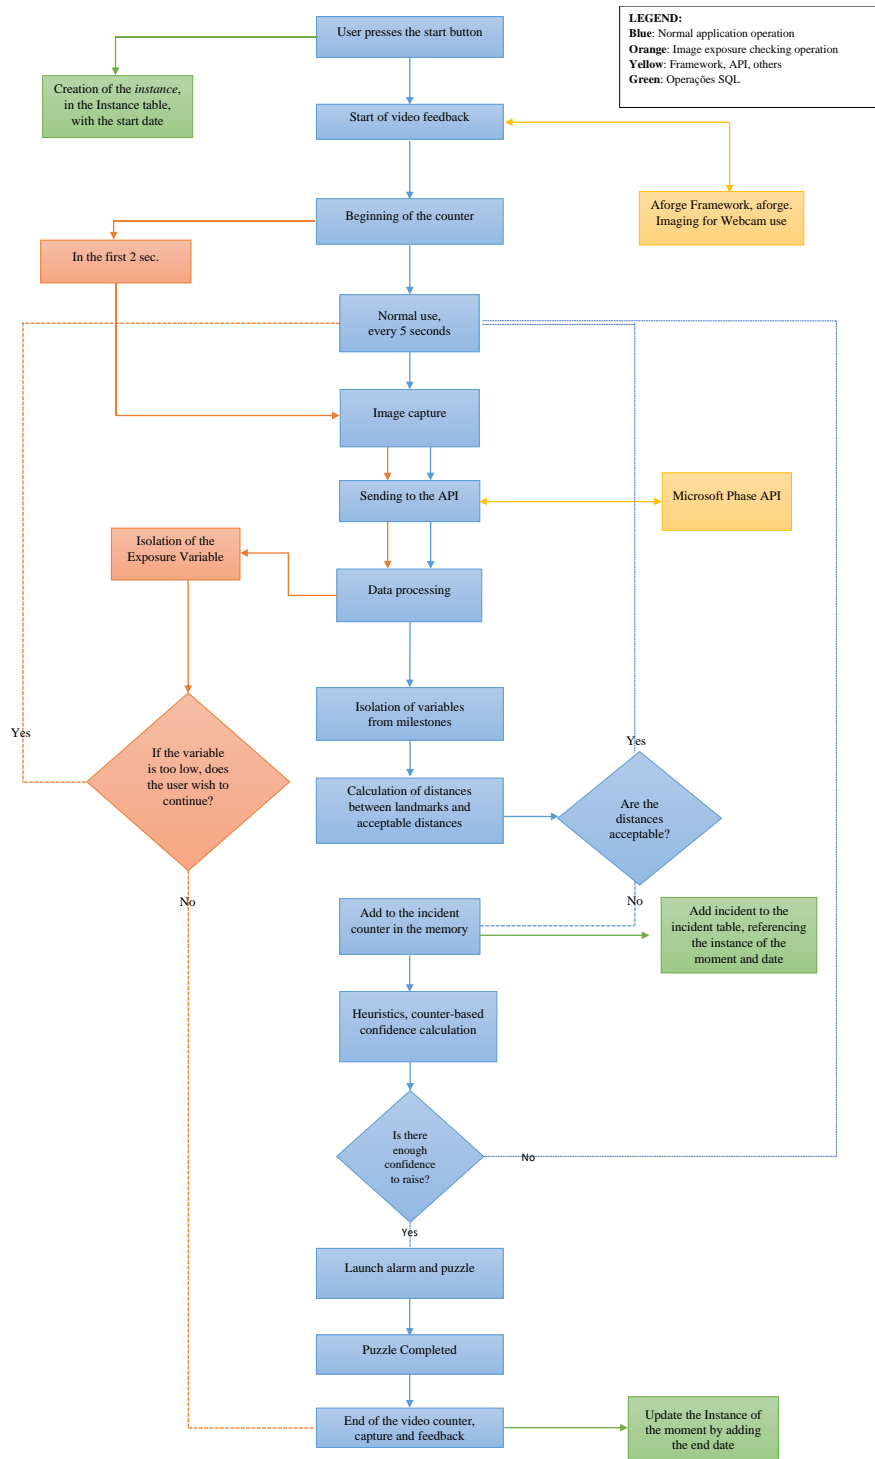 User presses the start button
LEGEND:
Blue: Normal application operation
Orange: Image exposure checking operation
Yellow: Framework, API, others
Green: Operações SQL
Creation of the instance,
in the Instance table,
with the start date
Start of video feedback
Aforge Framework, aforge.
Imaging for Webcam use
Beginning of the counter
In the first 2 sec.
Normal use,
every 5 seconds
Image capture
Sending to the API
Microsoft Phase API
Isolation of the
Exposure Variable
Data processing
Isolation of variables
from milestones
Yes
Yes
If the variable
is too low, does
the user wish to
continue?
Calculation of distances
between landmarks and
acceptable distances
Are the
distances
acceptable?
No
No
Add to the incident
counter in the memory
Add incident to the
incident table, referencing
the instance of the
moment and date
Heuristics, counter-based
confidence calculation
Is there
enough
confidence
to raise?
No
Yes
Launch alarm and puzzle
Puzzle Completed
End of the video counter,
capture and feedback
Update the Instance of
the moment by adding
the end date